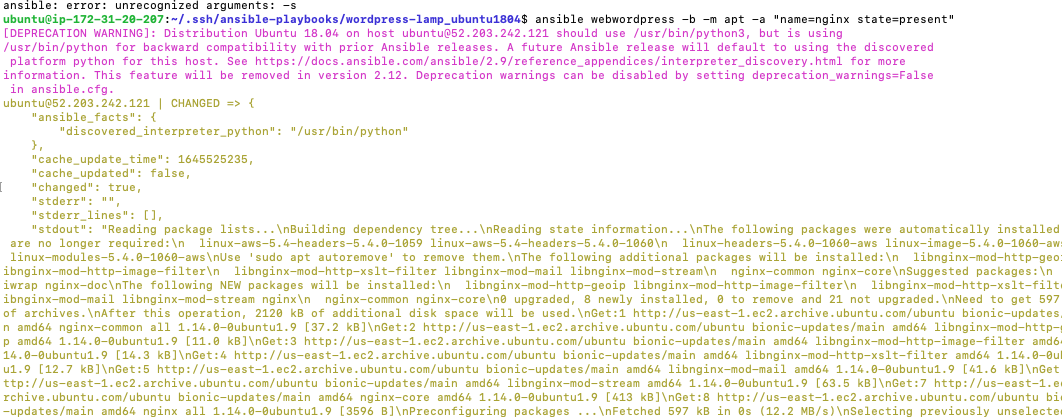 ansible: error: unrecognized arguments: -s
ubuntu@ip-172-31-20-207:~/.ssh/ansible-playbooks/wordpress-lamp_ubuntu1804$ ansible webwordpress -b -m apt -a "name=nginx state=present"
[DEPRECATION WARNING]: Distribution Ubuntu 18.04 on host ubuntu@52.203.242.121 should use /usr/bin/python3, but is using
/usr/bin/python for backward compatibility with prior Ansible releases. A future Ansible release will default to using the discovered
 platform python for this host. See https://docs.ansible.com/ansible/2.9/reference_appendices/interpreter_discovery.html for more
information. This feature will be removed in version 2.12. Deprecation warnings can be disabled by setting deprecation_warnings=False
 in ansible.cfg.
ubuntu@52.203.242.121 | CHANGED => {
    "ansible_facts": {
        "discovered_interpreter_python": "/usr/bin/python"
    },
    "cache_update_time": 1645525235,
    "cache_updated": false,
    "changed": true,
    "stderr": "",
    "stderr_lines": [],
    "stdout": "Reading package lists...\nBuilding dependency tree...\nReading state information...\nThe following packages were automatically installed
 are no longer required:\n  linux-aws-5.4-headers-5.4.0-1059 linux-aws-5.4-headers-5.4.0-1060\n  linux-headers-5.4.0-1060-aws linux-image-5.4.0-1060-aws
 linux-modules-5.4.0-1060-aws\nUse 'sudo apt autoremove' to remove them.\nThe following additional packages will be installed:\n  libnginx-mod-http-geoi
ibnginx-mod-http-image-filter\n  libnginx-mod-http-xslt-filter libnginx-mod-mail libnginx-mod-stream\n  nginx-common nginx-core\nSuggested packages:\n
iwrap nginx-doc\nThe following NEW packages will be installed:\n  libnginx-mod-http-geoip libnginx-mod-http-image-filter\n  libnginx-mod-http-xslt-filte
ibnginx-mod-mail libnginx-mod-stream nginx\n  nginx-common nginx-core\n0 upgraded, 8 newly installed, 0 to remove and 21 not upgraded.\nNeed to get 597
of archives.\nAfter this operation, 2120 kB of additional disk space will be used.\nGet:1 http://us-east-1.ec2.archive.ubuntu.com/ubuntu bionic-updates/
n amd64 nginx-common all 1.14.0-0ubuntu1.9 [37.2 kB]\nGet:2 http://us-east-1.ec2.archive.ubuntu.com/ubuntu bionic-updates/main amd64 libnginx-mod-http-g
p amd64 1.14.0-0ubuntu1.9 [11.0 kB]\nGet:3 http://us-east-1.ec2.archive.ubuntu.com/ubuntu bionic-updates/main amd64 libnginx-mod-http-image-filter amd64
14.0-0ubuntu1.9 [14.3 kB]\nGet:4 http://us-east-1.ec2.archive.ubuntu.com/ubuntu bionic-updates/main amd64 libnginx-mod-http-xslt-filter amd64 1.14.0-0ub
u1.9 [12.7 kB]\nGet:5 http://us-east-1.ec2.archive.ubuntu.com/ubuntu bionic-updates/main amd64 libnginx-mod-mail amd64 1.14.0-0ubuntu1.9 [41.6 kB]\nGet
ttp://us-east-1.ec2.archive.ubuntu.com/ubuntu bionic-updates/main amd64 libnginx-mod-stream amd64 1.14.0-0ubuntu1.9 [63.5 kB]\nGet:7 http://us-east-1.e
rchive.ubuntu.com/ubuntu bionic-updates/main amd64 nginx-core amd64 1.14.0-0ubuntu1.9 [413 kB]\nGet:8 http://us-east-1.ec2.archive.ubuntu.com/ubuntu bio
-updates/main amd64 nginx all 1.14.0-0ubuntu1.9 [3596 B]\nPreconfiguring packages ...\nFetched 597 kB in 0s (12.2 MB/s)\nSelecting previously unselec